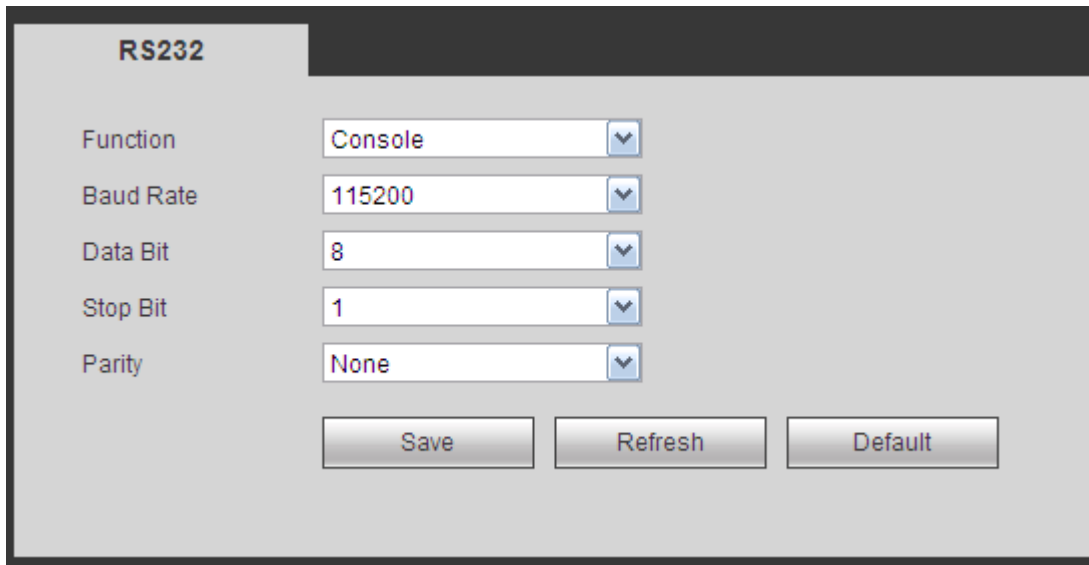 RS232
Function Console
Baud Rate 115200
Data Bit 8
Stop Bit 1
Parity None
Save Refresh Default